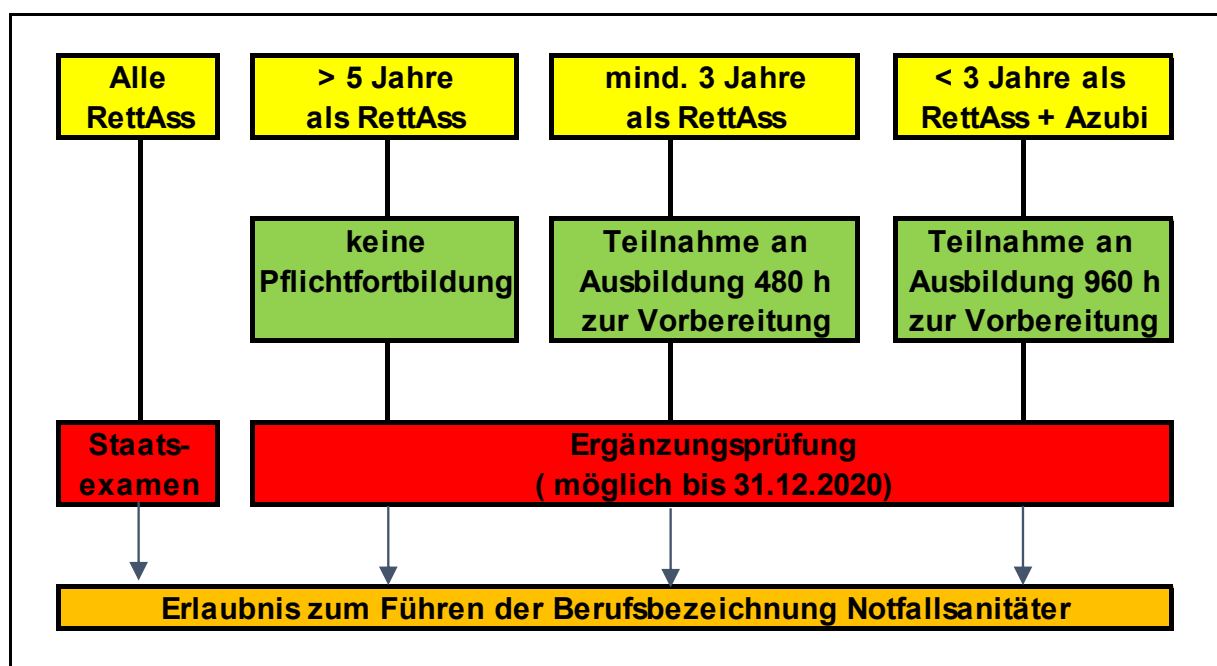 Alle
RettAss
> 5 Jahre
als RettAss
mind. 3 Jahre
als RettAss
< 3 Jahre als
RettAss + Azubi
keine
Pflichtfortbildung
Teilnahme an
Ausbildung 480 h
zur Vorbereitung
Teilnahme an
Ausbildung 960 h
zur Vorbereitung
Staats-
examen
Ergänzungsprüfung
( möglich bis 31.12.2020)
Erlaubnis zum Führen der Berufsbezeichnung Notfallsanitäter